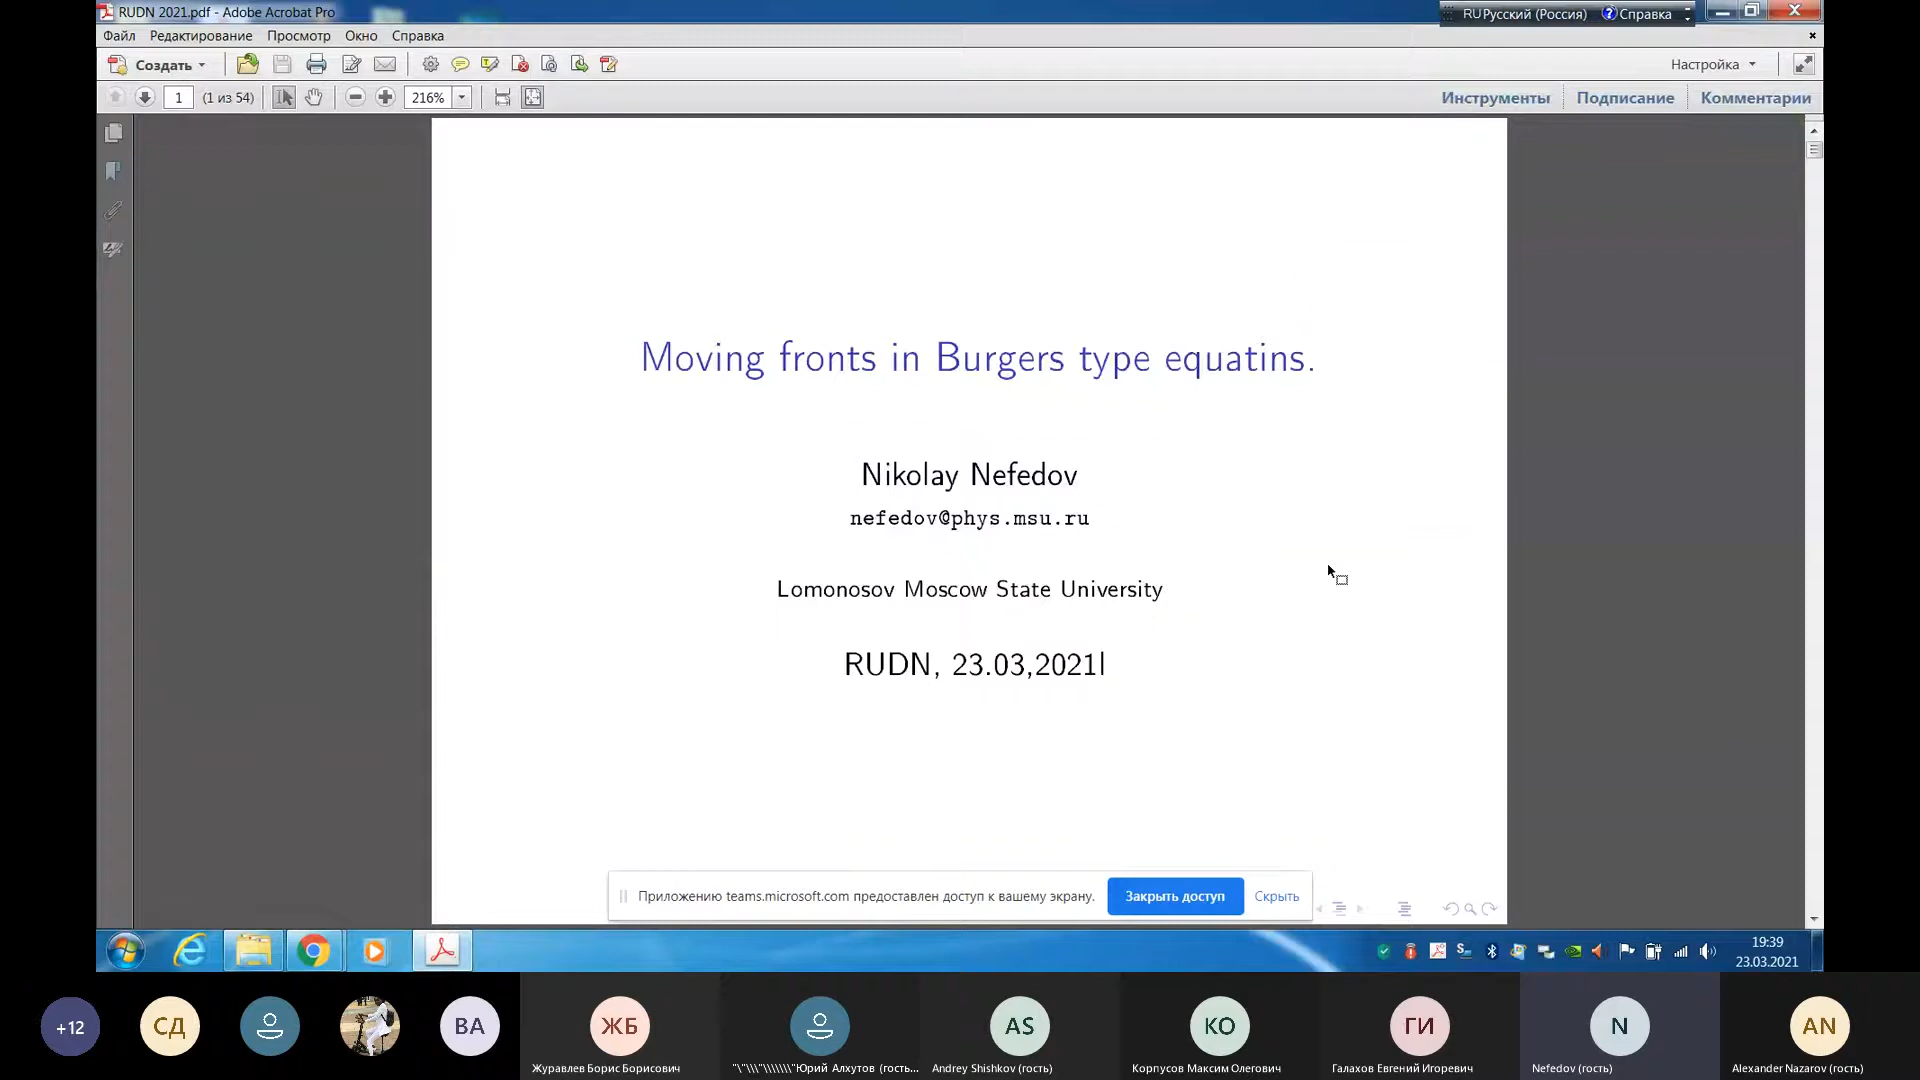 RUDN 2021.pdf - Adobe Acrobat Pro
RU Русский (Россия) Справка
Файл Редактирование Просмотр Окно Справка
Создать
Настройка
1 (1 из 54) 216%
Инструменты Подписание Комментарии
Moving fronts in Burgers type equatins.
Nikolay Nefedov
nefedov@phys.msu.ru
Lomonosov Moscow State University
RUDN, 23.03,2021l
Приложению teams.microsoft.com предоставлен доступ к вашему экрану. Закрыть доступ Скрыть
19:39
23.03.2021
+12 СД ВА ЖБ AS КО ГИ N AN
Журавлев Борис Борисович "\"\\\"\\\\\\\"Юрий Алхутов (гость... Andrey Shishkov (гость) Корпусов Максим Олегович Галахов Евгений Игоревич Nefedov (гость) Alexander Nazarov (гость)